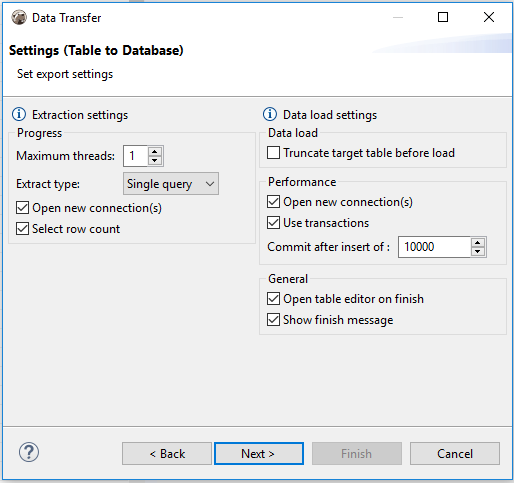 Data Transfer
Settings (Table to Database)
Set export settings
Extraction settings
Progress
Maximum threads: 1
Extract type: Single query
Open new connection(s)
Select row count
Data load settings
Data load
Truncate target table before load
Performance
Open new connection(s)
Use transactions
Commit after insert of : 10000
General
Open table editor on finish
Show finish message
? < Back Next > Finish Cancel